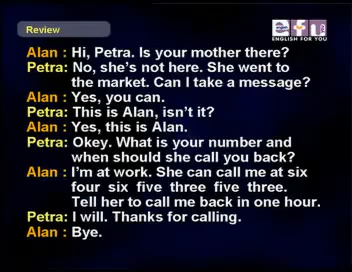 Review
efu
ENGLISH FOR YOU
Alan : Hi, Petra. Is your mother there?
Petra: No, she's not here. She went to
the market. Can I take a message?
Alan : Yes, you can.
Petra: This is Alan, isn't it?
Alan : Yes, this is Alan.
Petra: Okey. What is your number and
when should she call you back?
Alan : I'm at work. She can call me at six
four six five three five three.
Tell her to call me back in one hour.
Petra: I will. Thanks for calling.
Alan : Bye.